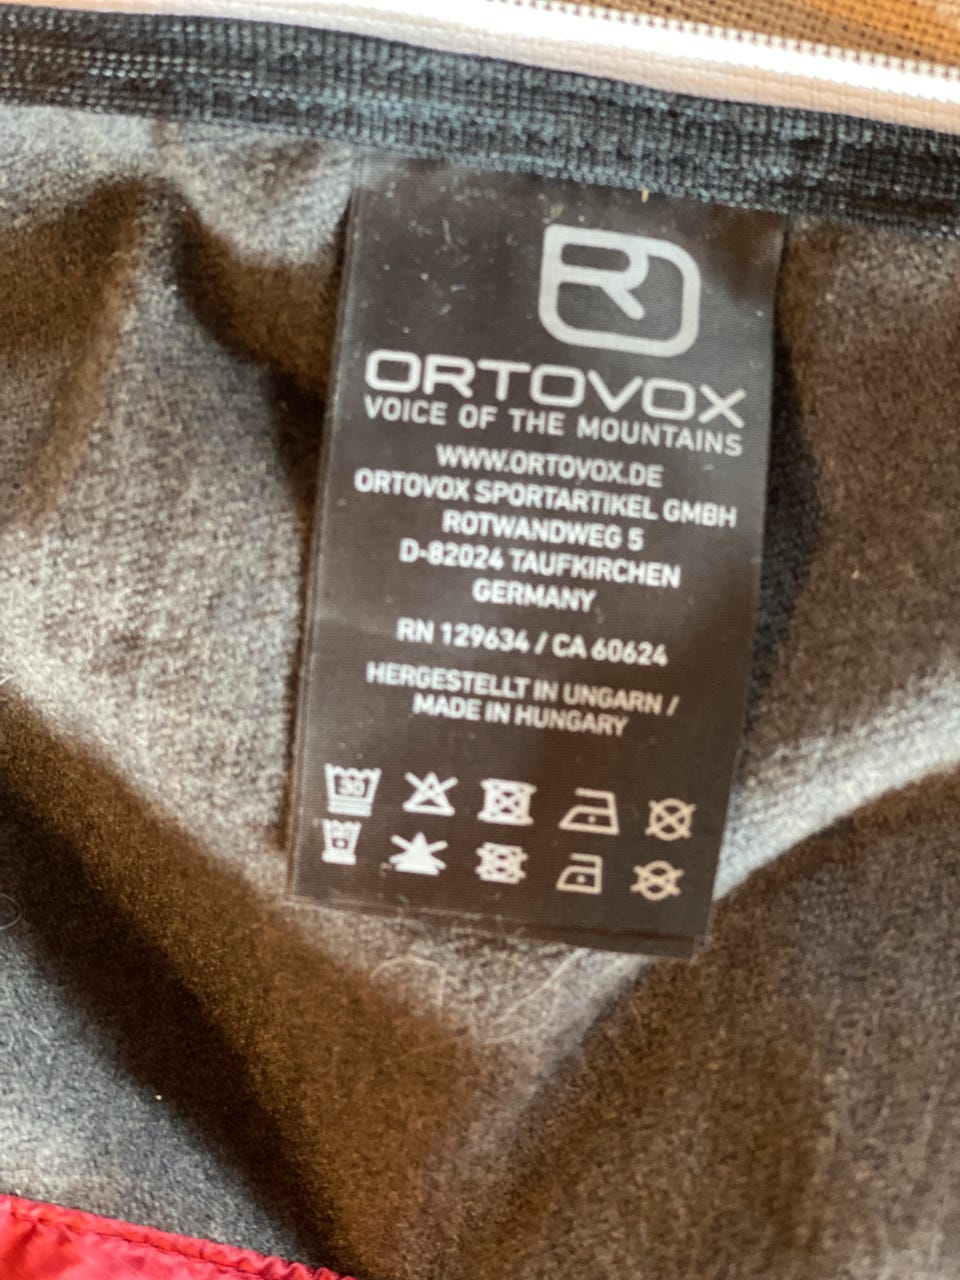 ORTOVOX
VOICE OF THE MOUNTAINS
WWW.ORTOVOX.DE
ORTOVOX SPORTARTIKEL GMBH
ROTWANDWEG 5
D-82024 TAUFKIRCHEN
GERMANY
RN 129634 / CA 60624
HERGESTELLT IN UNGARN /
MADE IN HUNGARY
30